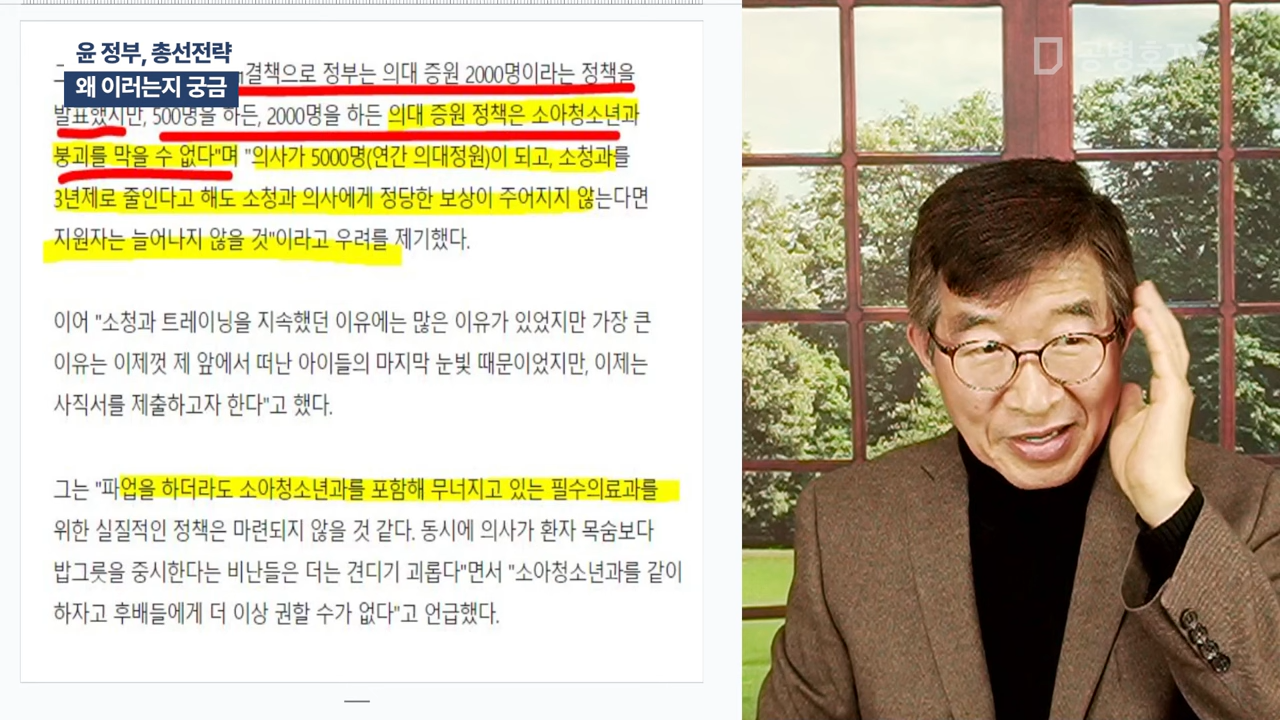 윤 정부, 총선전략
왜 이러는지 궁금
결책으로 정부는 의대 증원 2000명이라는 정책을
발표했지만, 500명을 하든, 2000명을 하든 의대 증원 정책은 소아청소년과
붕괴를 막을 수 없다"며 "의사가 5000명(연간 의대정원)이 되고, 소청과를
3년제로 줄인다고 해도 소청과 의사에게 정당한 보상이 주어지지 않는다면
지원자는 늘어나지 않을 것"이라고 우려를 제기했다.
이어 "소청과 트레이닝을 지속했던 이유에는 많은 이유가 있었지만 가장 큰
이유는 이제껏 제 앞에서 떠난 아이들의 마지막 눈빛 때문이었지만, 이제는
사직서를 제출하고자 한다"고 했다.
그는 "파업을 하더라도 소아청소년과를 포함해 무너지고 있는 필수의료과를
위한 실질적인 정책은 마련되지 않을 것 같다. 동시에 의사가 환자 목숨보다
밥그릇을 중시한다는 비난들은 더는 견디기 괴롭다"면서 "소아청소년과를 같이
하자고 후배들에게 더 이상 권할 수가 없다"고 언급했다.
공병호TV